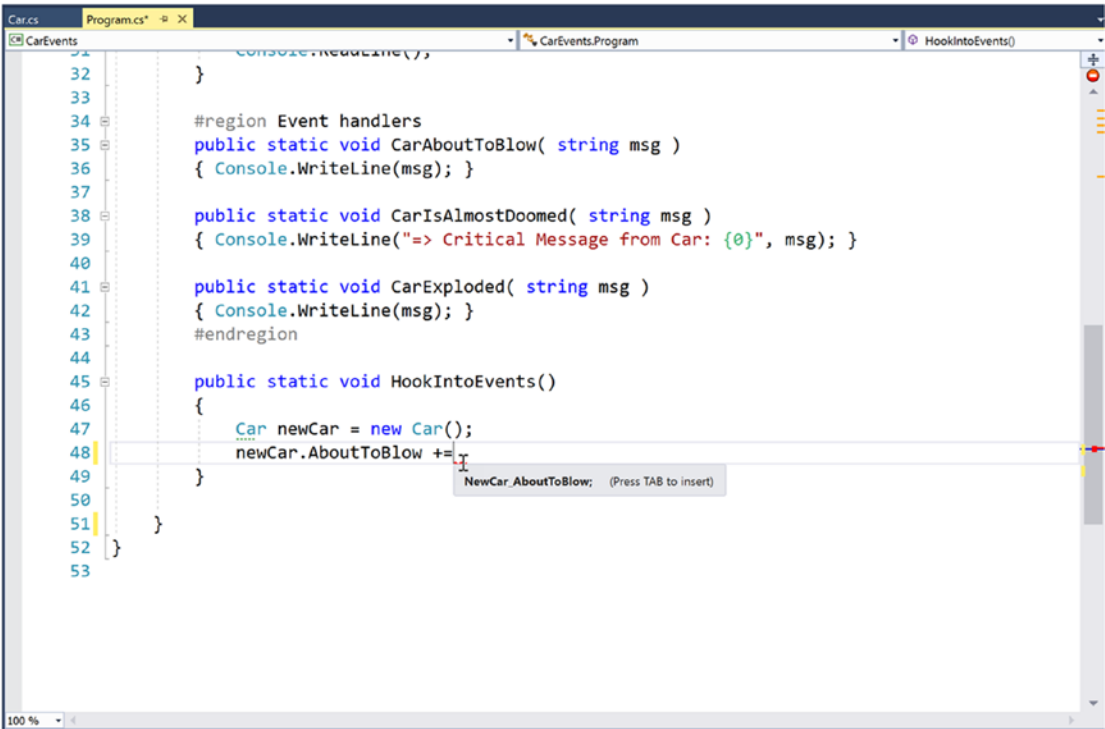 Car.cs Program.cs*
C# CarEvents CarEvents.Program HookIntoEvents()
31 Console.ReadLine();
32 }
33
34 #region Event handlers
35 public static void CarAboutToBlow( string msg )
36 { Console.WriteLine(msg); }
37
38 public static void CarIsAlmostDoomed( string msg )
39 { Console.WriteLine("=> Critical Message from Car: {0}", msg); }
40
41 public static void CarExploded( string msg )
42 { Console.WriteLine(msg); }
43 #endregion
44
45 public static void HookIntoEvents()
46 {
47 Car newCar = new Car();
48 newCar.AboutToBlow +=
NewCar_AboutToBlow; (Press TAB to insert)
49 }
50
51 }
52 }
53
100 %